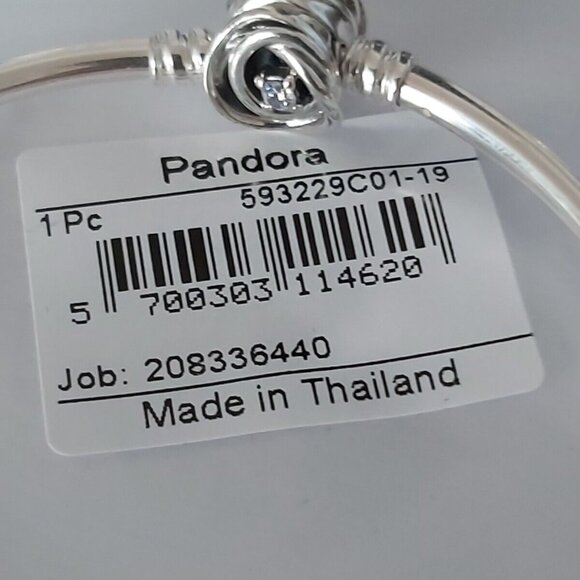 Pandora
593229C01-19
1 Pc
5 700303 114620
Job: 208336440
Made in Thailand